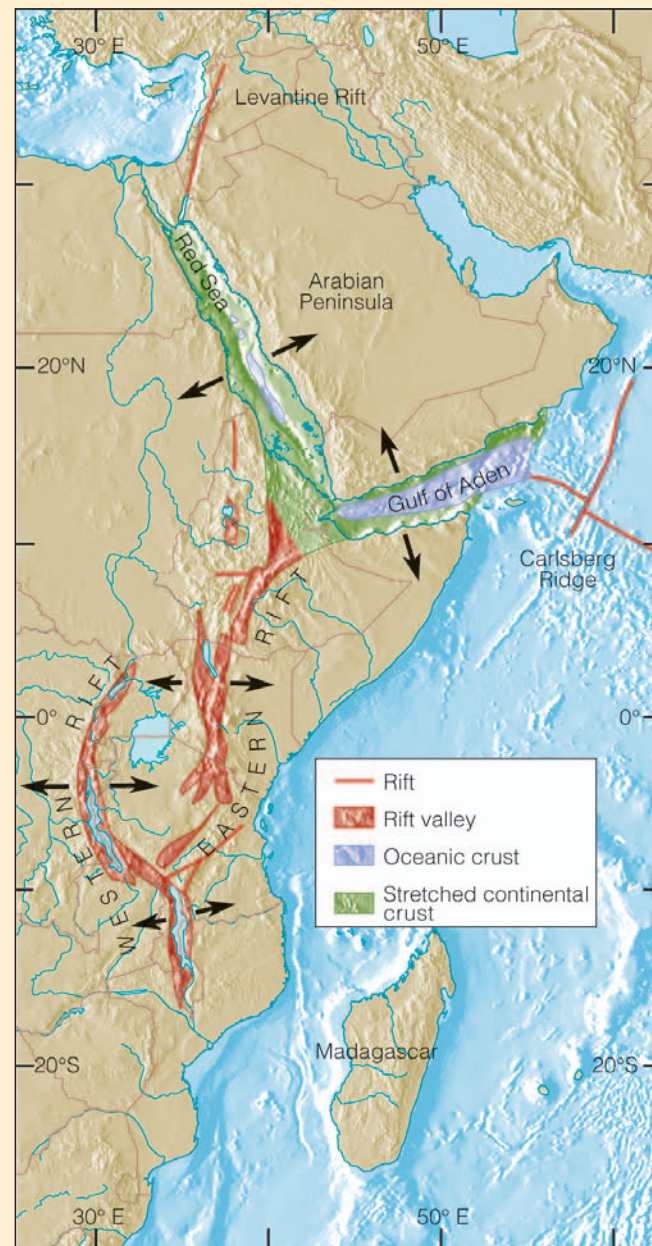 30° E
50° E
Levantine Rift
Red Sea
Arabian
Peninsula
20°N
20°N
Gulf of Aden
Carlsberg
Ridge
EASTERN RIFT
WESTERN RIFT
0°
0°
Rift
Rift valley
Oceanic crust
Stretched continental
crust
Madagascar
20°S
20°S
30° E
50° E